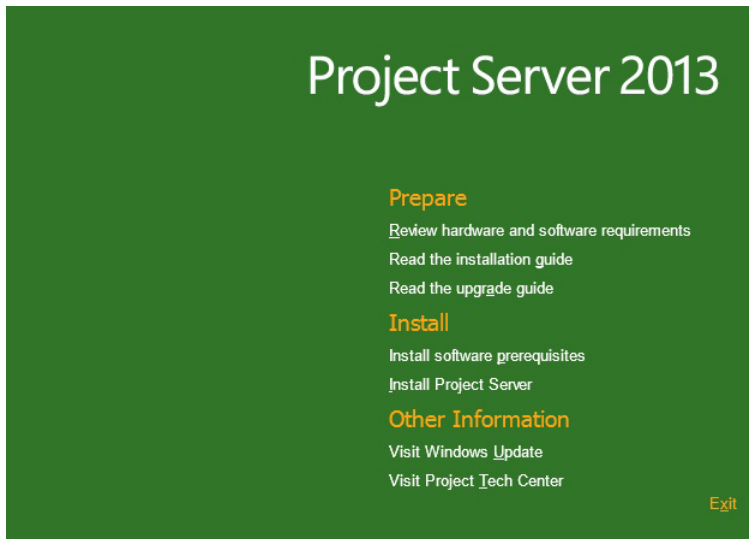 Project Server 2013
Prepare
Review hardware and software requirements
Read the installation guide
Read the upgrade guide
Install
Install software prerequisites
Install Project Server
Other Information
Visit Windows Update
Visit Project Tech Center
Exit